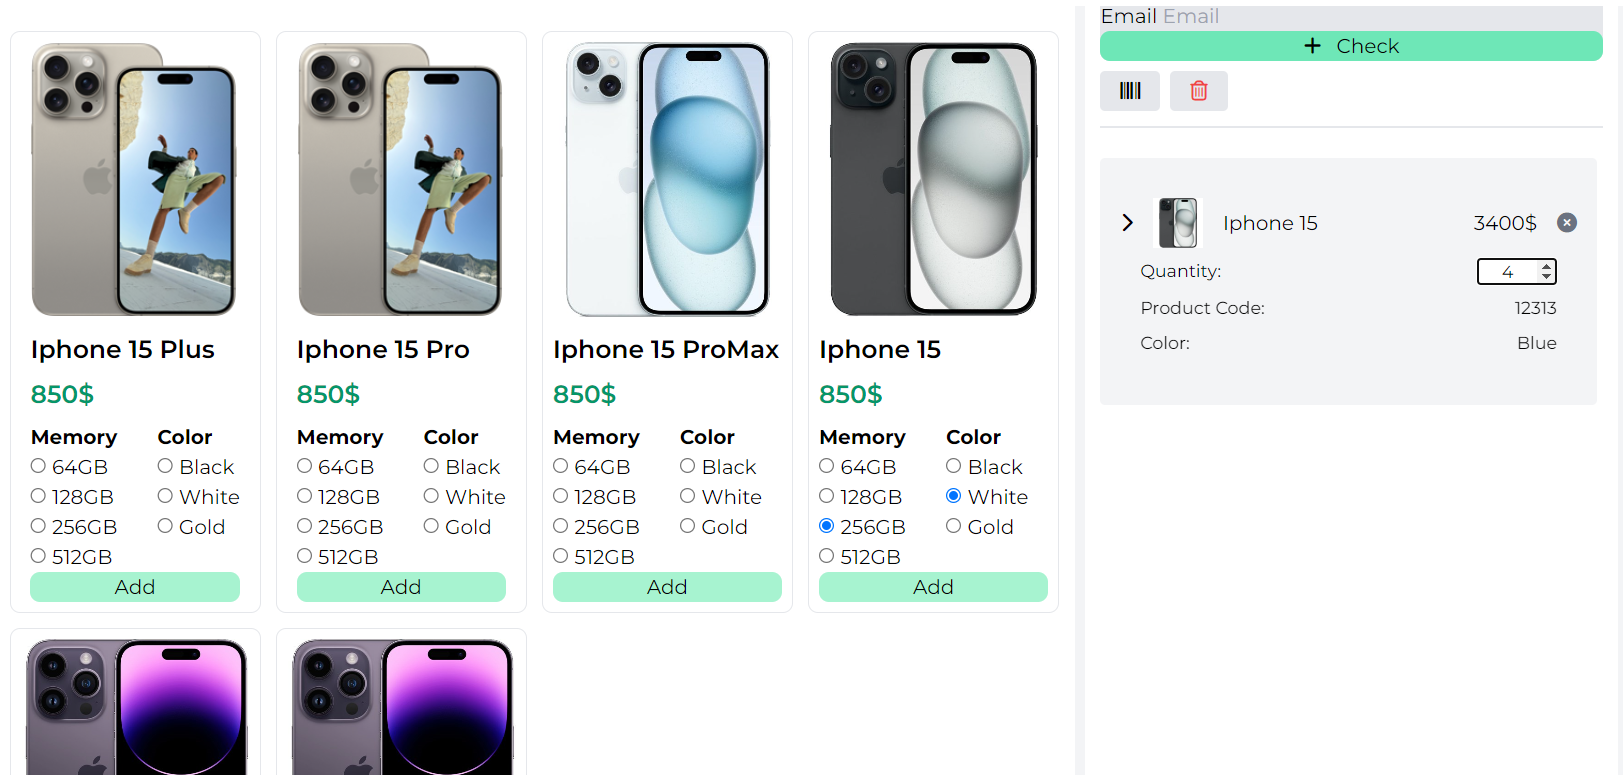 Iphone 15 Plus
850$
Memory Color
64GB Black
128GB White
256GB Gold
512GB
Add
Iphone 15 Pro
850$
Memory Color
64GB Black
128GB White
256GB Gold
512GB
Add
Iphone 15 ProMax
850$
Memory Color
64GB Black
128GB White
256GB Gold
512GB
Add
Iphone 15
850$
Memory Color
64GB Black
128GB White
256GB Gold
512GB
Add
Email Email
+ Check
Iphone 15 3400$
Quantity: 4
Product Code: 12313
Color: Blue